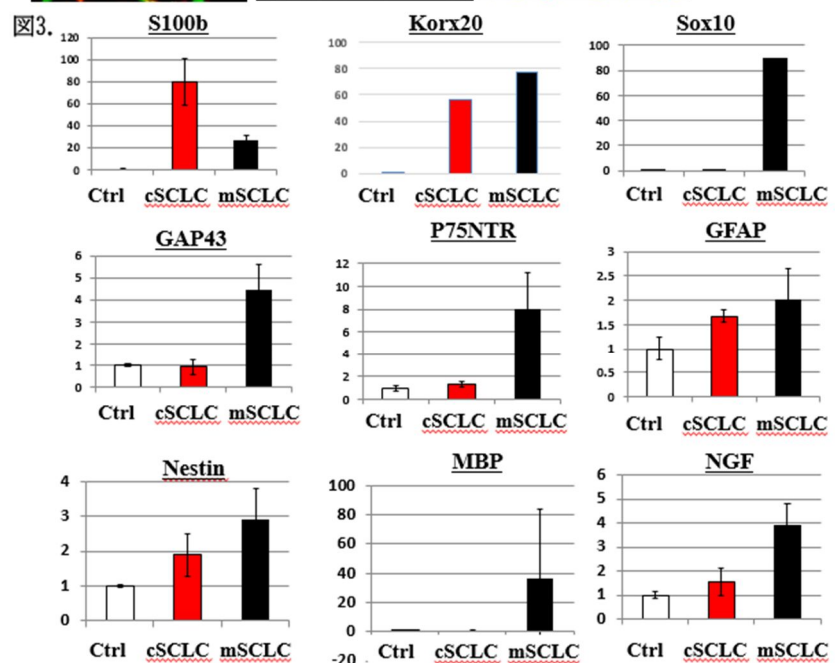 図3.
S100b Korx20 Sox10
120 100 80 60 40 20 0
100 80 60 40 20 0
100 80 60 40 20 0
Ctrl cSCLC mSCLC Ctrl cSCLC mSCLC Ctrl cSCLC mSCLC
GAP43 P75NTR GFAP
6 5 4 3 2 1 0
12 10 8 6 4 2 0
3 2.5 2 1.5 1 0.5 0
Ctrl cSCLC mSCLC Ctrl cSCLC mSCLC Ctrl cSCLC mSCLC
Nestin MBP NGF
4 3 2 1 0
100 80 60 40 20 0 -20
6 5 4 3 2 1 0
Ctrl cSCLC mSCLC Ctrl cSCLC mSCLC Ctrl cSCLC mSCLC